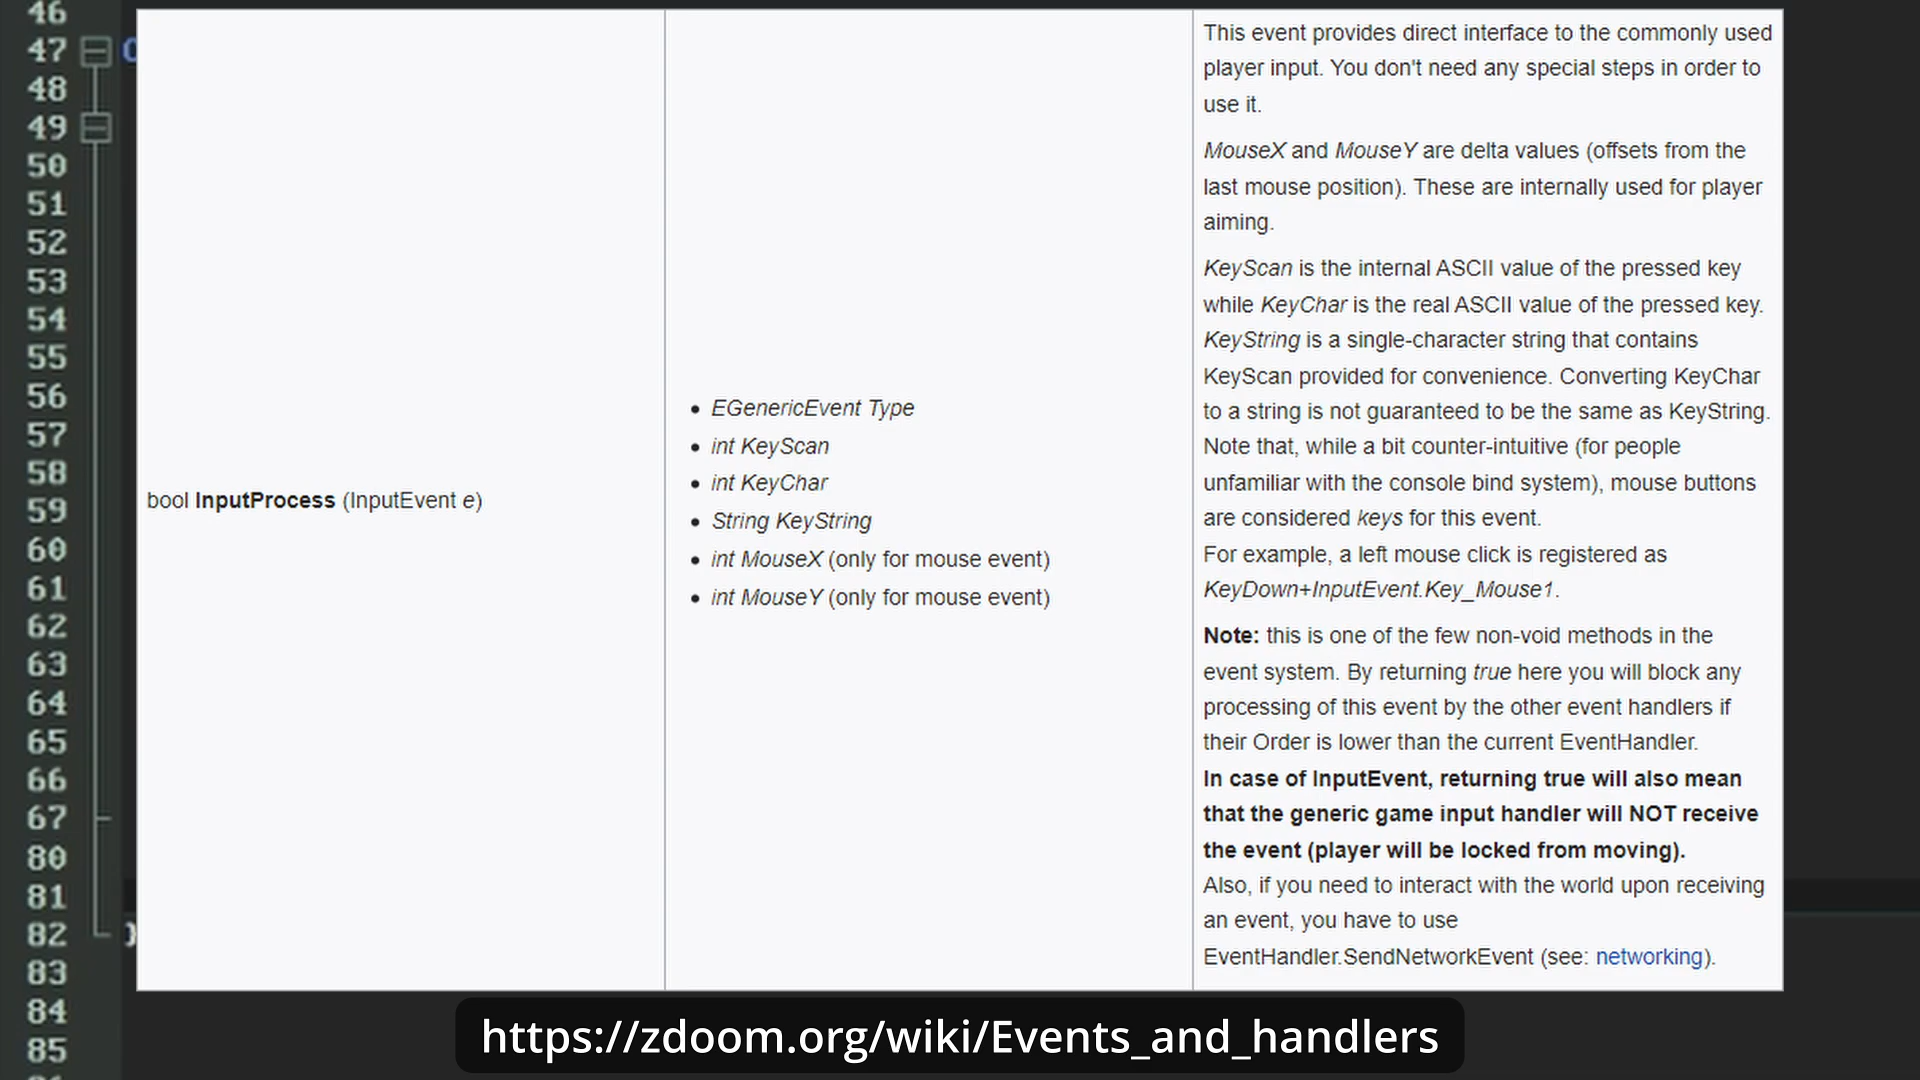 46
47
48
49
50
51
52
53
54
55
56
57
58
59
60
61
62
63
64
65
66
67
80
81
82
83
84
85
bool InputProcess (InputEvent e)
• EGenericEvent Type
• int KeyScan
• int KeyChar
• String KeyString
• int MouseX (only for mouse event)
• int MouseY (only for mouse event)
This event provides direct interface to the commonly used
player input. You don't need any special steps in order to
use it.
MouseX and MouseY are delta values (offsets from the
last mouse position). These are internally used for player
aiming.
KeyScan is the internal ASCII value of the pressed key
while KeyChar is the real ASCII value of the pressed key.
KeyString is a single-character string that contains
KeyScan provided for convenience. Converting KeyChar
to a string is not guaranteed to be the same as KeyString.
Note that, while a bit counter-intuitive (for people
unfamiliar with the console bind system), mouse buttons
are considered keys for this event.
For example, a left mouse click is registered as
KeyDown+InputEvent.Key_Mouse1.
Note: this is one of the few non-void methods in the
event system. By returning true here you will block any
processing of this event by the other event handlers if
their Order is lower than the current EventHandler.
In case of InputEvent, returning true will also mean
that the generic game input handler will NOT receive
the event (player will be locked from moving).
Also, if you need to interact with the world upon receiving
an event, you have to use
EventHandler.SendNetworkEvent (see: networking).
https://zdoom.org/wiki/Events_and_handlers